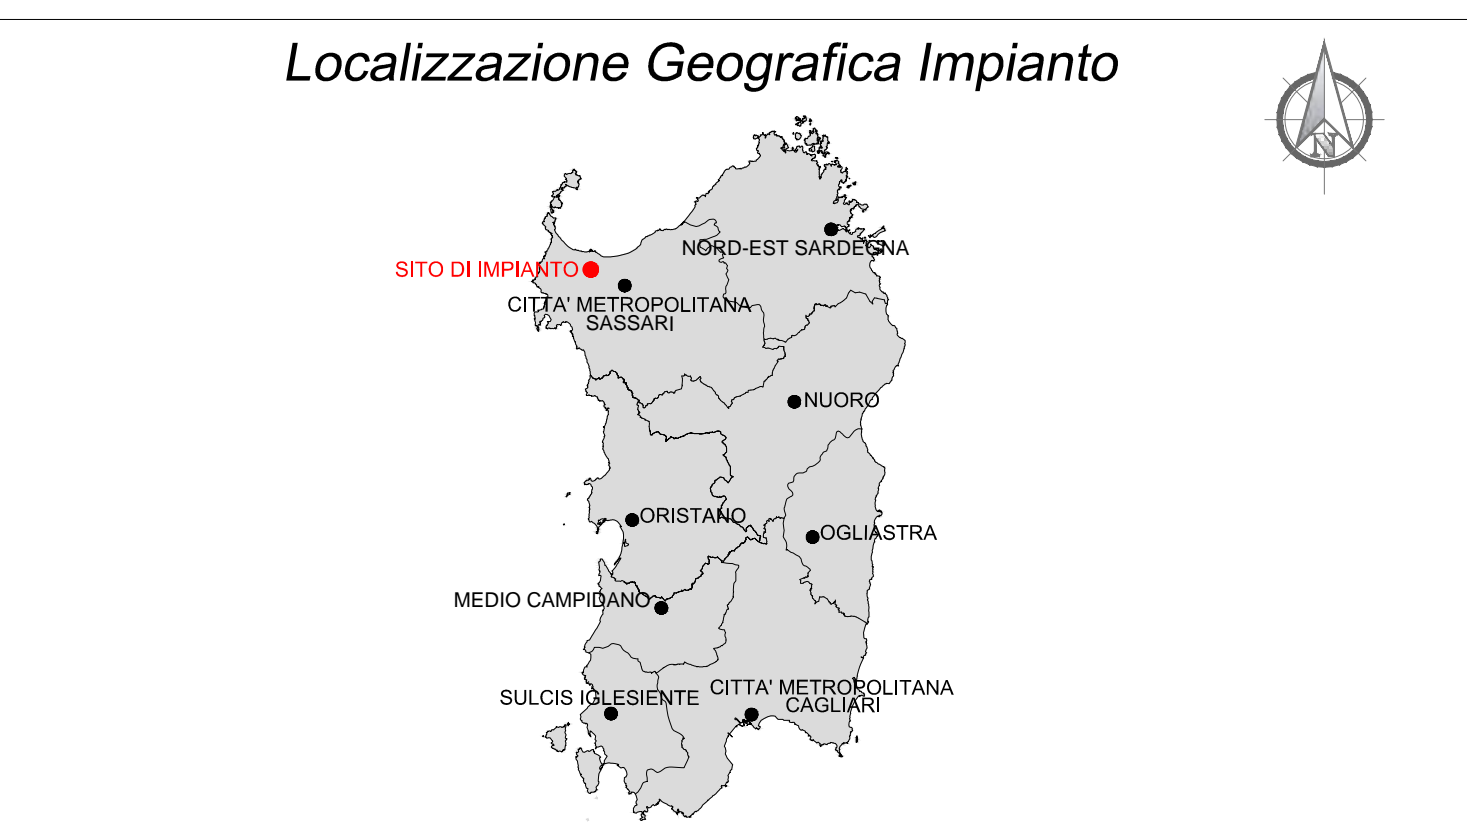 Localizzazione Geografica Impianto
N
NORD-EST SARDEGNA
SITO DI IMPIANTO
CITTA' METROPOLITANA
SASSARI
NUORO
ORISTANO
OGLIASTRA
MEDIO CAMPIDANO
SULCIS IGLESIENTE
CITTA' METROPOLITANA
CAGLIARI